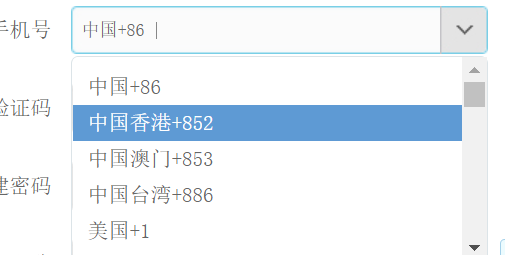 手机号 中国+86
中国+86
验证码
中国香港+852
中国澳门+853
建密码
中国台湾+886
美国+1